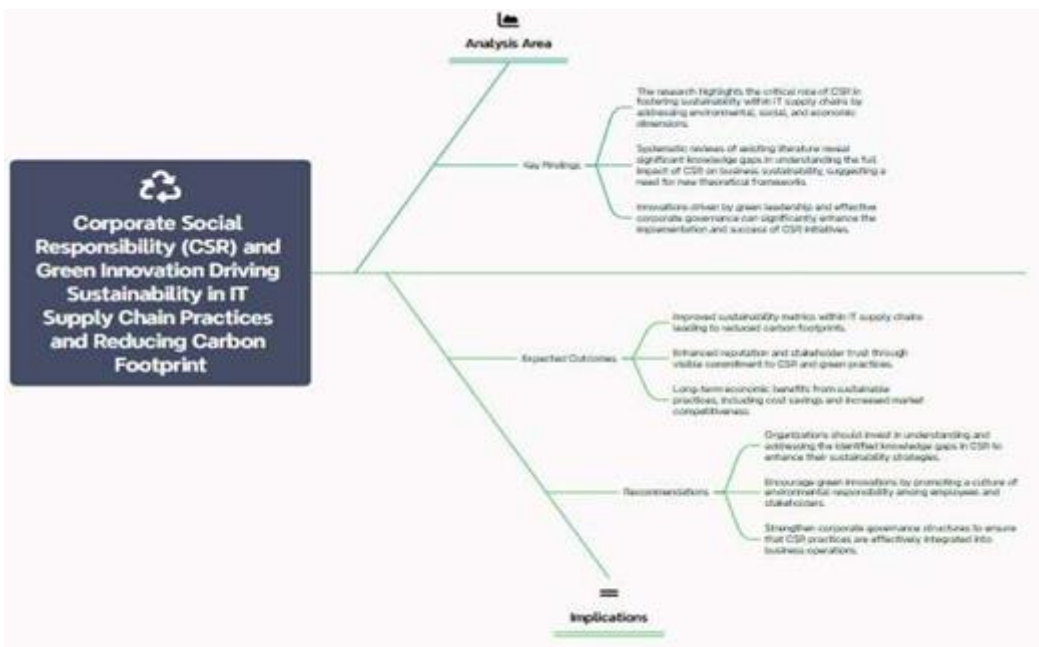 Analysis Area
The research highlights the critical role of CSR in
fostering sustainability within IT supply chains by
addressing environmental, social, and economic
dimensions.
Key Findings
Systematic reviews of existing literature reveal
significant knowledge gaps in understanding the full
impact of CSR on business sustainability, suggesting a
need for new theoretical frameworks.
Innovations driven by green leadership and effective
corporate governance can significantly enhance the
implementation and success of CSR initiatives.
Corporate Social
Responsibility (CSR) and
Green Innovation Driving
Sustainability in IT
Supply Chain Practices
and Reducing Carbon
Footprint
Improved sustainability metrics within IT supply chains
leading to reduced carbon footprints.
Expected Outcomes
Enhanced reputation and stakeholder trust through
visible commitment to CSR and green practices.
Long-term economic benefits from sustainable
practices, including cost savings and increased market
competitiveness.
Organizations should invest in understanding and
addressing the identified knowledge gaps in CSR to
enhance their sustainability strategies.
Recommendations
Encourage green innovations by promoting a culture of
environmental responsibility among employees and
stakeholders.
Strengthen corporate governance structures to ensure
that CSR practices are effectively integrated into
business operations.
Implications